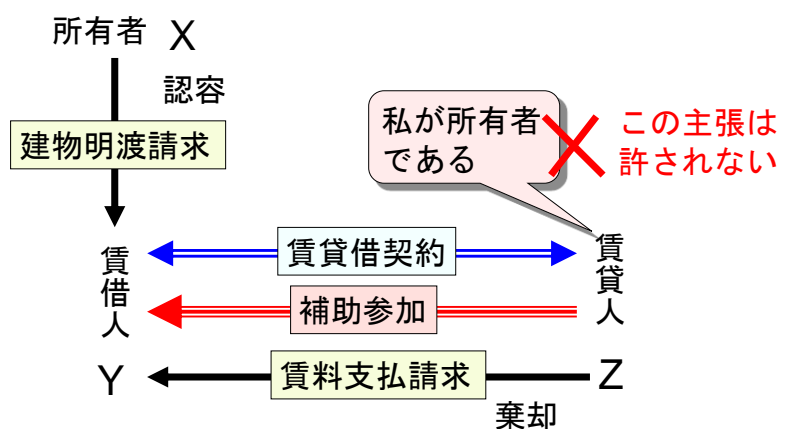 所有者 X
認容
建物明渡請求
私が所有者
である
この主張は
許されない
賃貸借契約
賃借人
賃貸人
補助参加
Y
賃料支払請求
Z
棄却